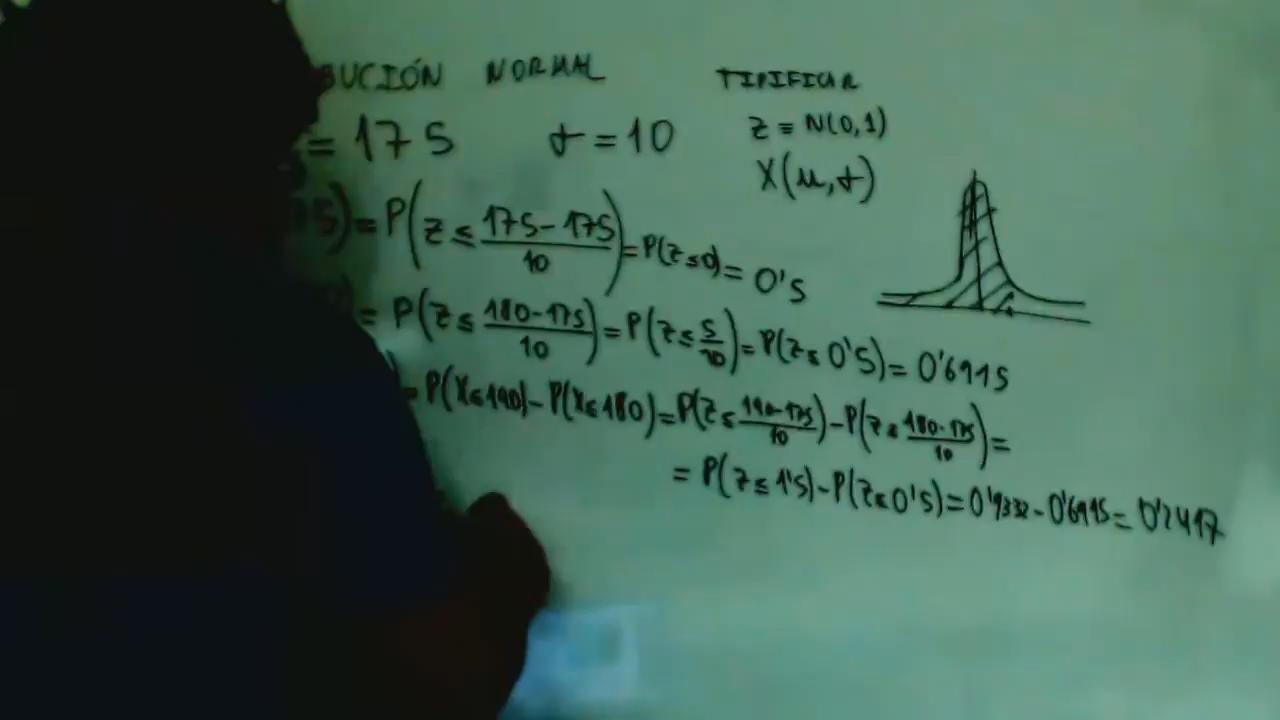 BUCIÓN NORMAL TIPIFICAR
= 175 σ = 10 Z ≡ N(0,1)
X(μ,σ)
5) = P(Z ≤ 175-175/10) = P(Z ≤ 0) = 0'5
) = P(Z ≤ 180-175/10) = P(Z ≤ 5/10) = P(Z ≤ 0'5) = 0'6915
) = P(X ≤ 190) - P(X ≤ 180) = P(Z ≤ 190-175/10) - P(Z ≤ 180-175/10) =
= P(Z ≤ 1'5) - P(Z ≤ 0'5) = 0'9332 - 0'6915 = 0'2417